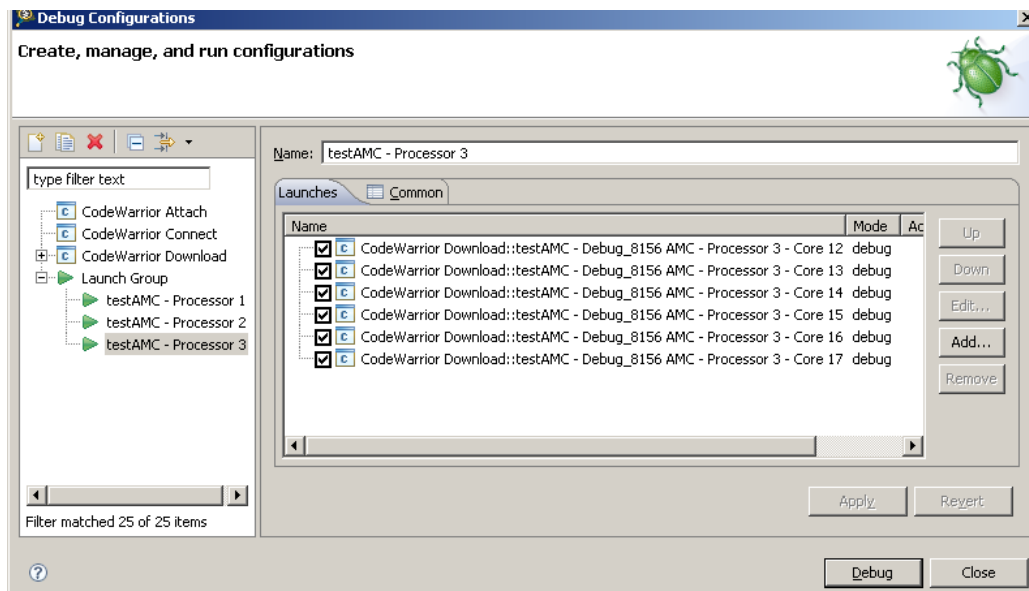 Debug Configurations
Create, manage, and run configurations
type filter text
CodeWarrior Attach
CodeWarrior Connect
CodeWarrior Download
Launch Group
testAMC - Processor 1
testAMC - Processor 2
testAMC - Processor 3
Filter matched 25 of 25 items
Name: testAMC - Processor 3
Launches Common
Name Mode Ac
CodeWarrior Download::testAMC - Debug_8156 AMC - Processor 3 - Core 12 debug
CodeWarrior Download::testAMC - Debug_8156 AMC - Processor 3 - Core 13 debug
CodeWarrior Download::testAMC - Debug_8156 AMC - Processor 3 - Core 14 debug
CodeWarrior Download::testAMC - Debug_8156 AMC - Processor 3 - Core 15 debug
CodeWarrior Download::testAMC - Debug_8156 AMC - Processor 3 - Core 16 debug
CodeWarrior Download::testAMC - Debug_8156 AMC - Processor 3 - Core 17 debug
Up
Down
Edit...
Add...
Remove
Apply Revert
Debug Close